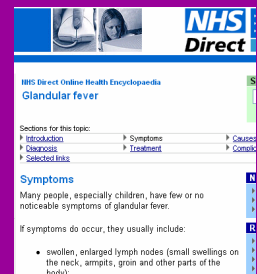 NHS
Direct
NHS Direct Online Health Encyclopaedia
Glandular fever
S
Sections for this topic:
Introduction Symptoms Causes
Diagnosis Treatment Complic
Selected links
Symptoms
N
Many people, especially children, have few or no
noticeable symptoms of glandular fever.
R
If symptoms do occur, they usually include:
• swollen, enlarged lymph nodes (small swellings on
the neck, armpits, groin and other parts of the
body);